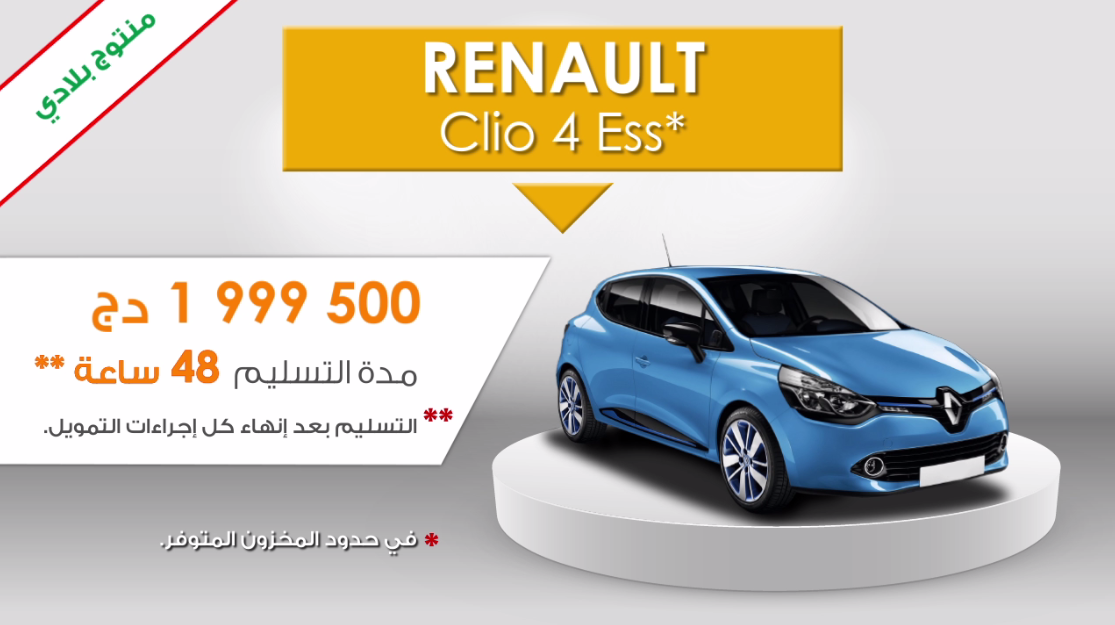 منتوج بلادي
RENAULT
Clio 4 Ess*
1 999 500 دج
مدة التسليم 48 ساعة **
** التسليم بعد إنهاء كل إجراءات التمويل.
* في حدود المخزون المتوفر.